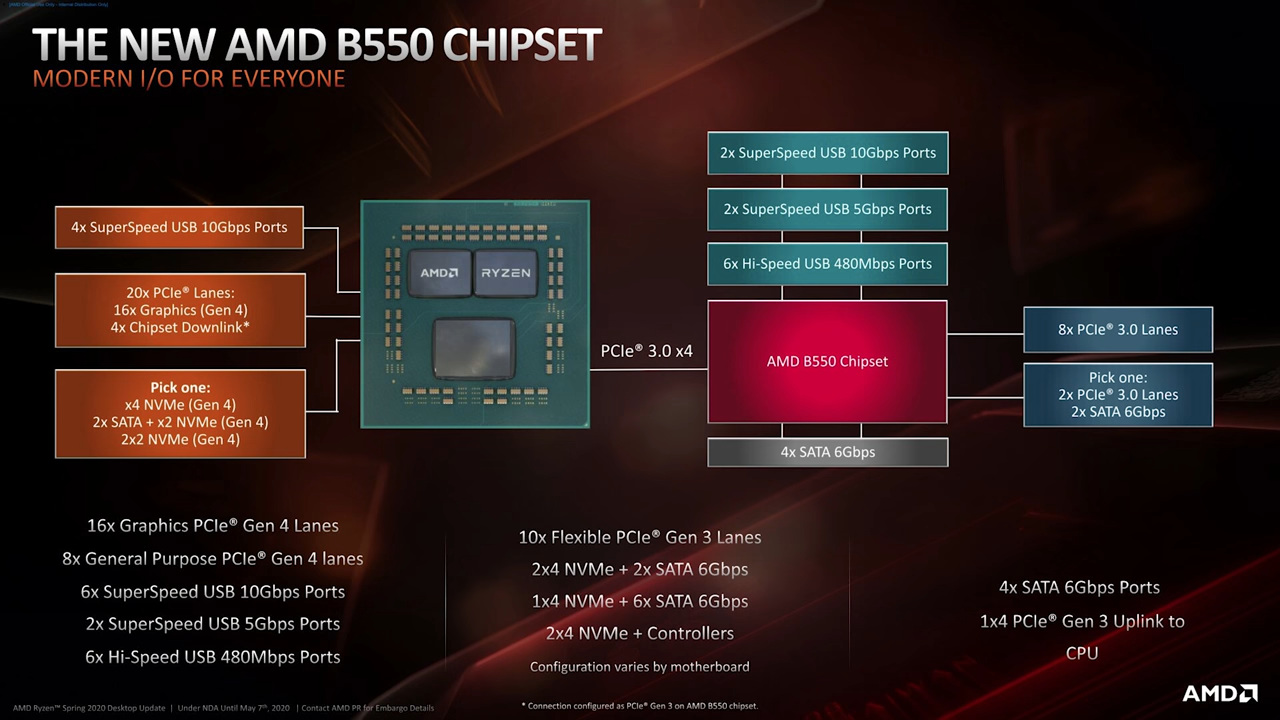 [AMD Official Use Only - Internal Distribution Only]
THE NEW AMD B550 CHIPSET
MODERN I/O FOR EVERYONE
4x SuperSpeed USB 10Gbps Ports
20x PCIe® Lanes:
16x Graphics (Gen 4)
4x Chipset Downlink*
Pick one:
x4 NVMe (Gen 4)
2x SATA + x2 NVMe (Gen 4)
2x2 NVMe (Gen 4)
AMD
RYZEN
PCIe® 3.0 x4
2x SuperSpeed USB 10Gbps Ports
2x SuperSpeed USB 5Gbps Ports
6x Hi-Speed USB 480Mbps Ports
AMD B550 Chipset
4x SATA 6Gbps
8x PCIe® 3.0 Lanes
Pick one:
2x PCIe® 3.0 Lanes
2x SATA 6Gbps
16x Graphics PCIe® Gen 4 Lanes
8x General Purpose PCIe® Gen 4 lanes
6x SuperSpeed USB 10Gbps Ports
2x SuperSpeed USB 5Gbps Ports
6x Hi-Speed USB 480Mbps Ports
10x Flexible PCIe® Gen 3 Lanes
2x4 NVMe + 2x SATA 6Gbps
1x4 NVMe + 6x SATA 6Gbps
2x4 NVMe + Controllers
Configuration varies by motherboard
4x SATA 6Gbps Ports
1x4 PCIe® Gen 3 Uplink to
CPU
AMD Ryzen™ Spring 2020 Desktop Update | Under NDA Until May 7th, 2020 | Contact AMD PR for Embargo Details
* Connection configured as PCIe® Gen 3 on AMD B550 chipset.
AMD